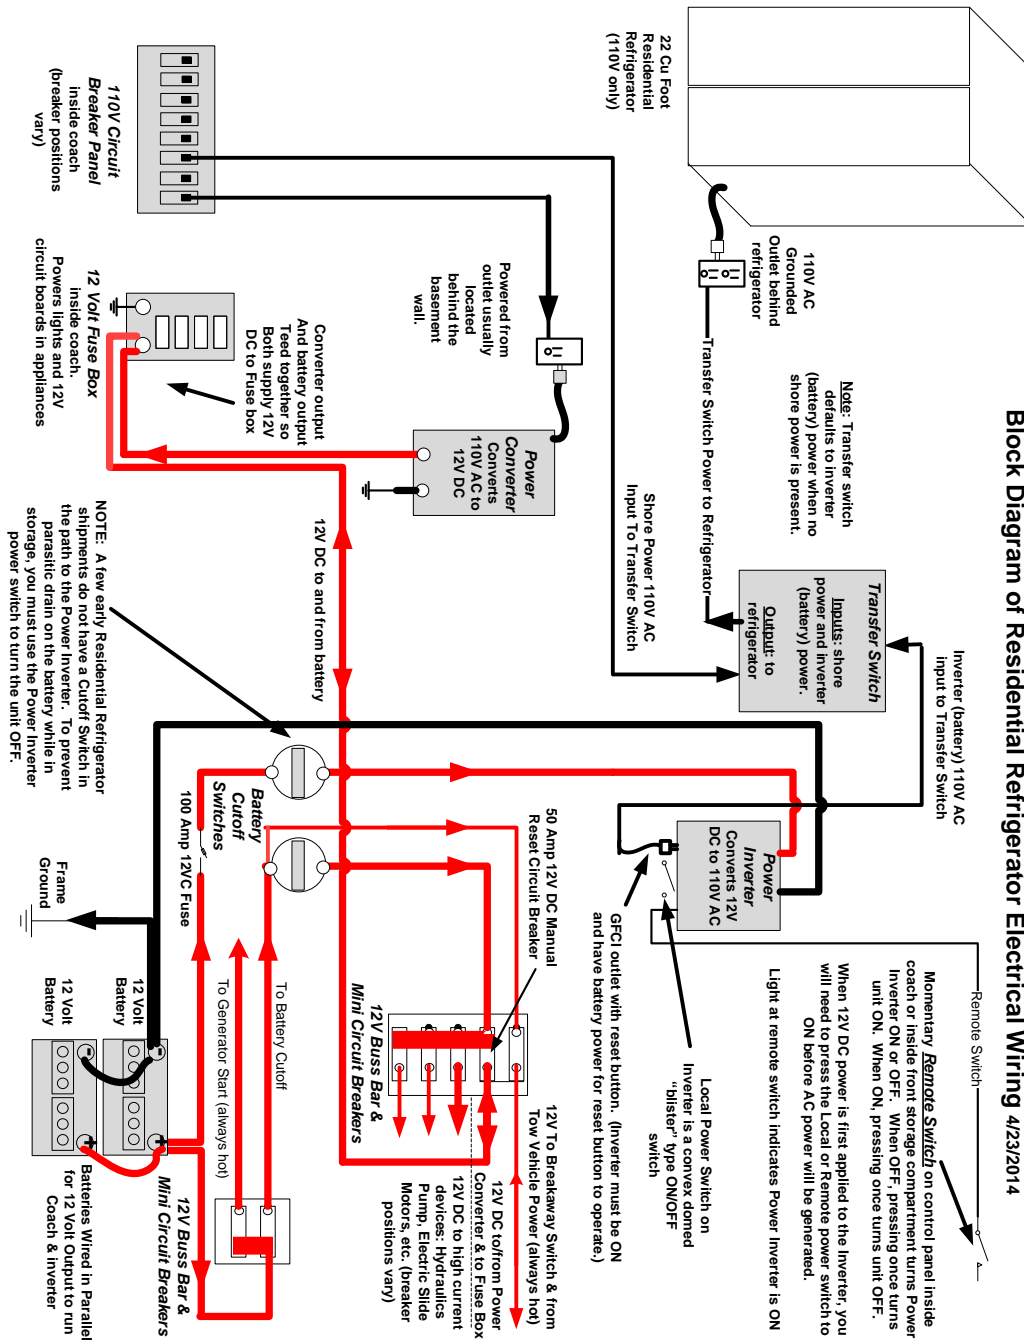 Block Diagram of Residential Refrigerator Electrical Wiring 4/23/2014
22 Cu Foot
Residential
Refrigerator
(110V only)
110V AC
Grounded
Outlet behind
refrigerator
Transfer Switch Power to Refrigerator
Note: Transfer switch
defaults to inverter
(battery) power when no
shore power is present.
Transfer Switch
Inputs: shore
power and inverter
(battery) power.
Output: to
refrigerator
Inverter (battery) 110V AC
input to Transfer Switch
Shore Power 110V AC
Input To Transfer Switch
Power
Inverter
Converts 12V
DC to 110V AC
Remote Switch
Momentary Remote Switch on control panel inside
coach or inside front storage compartment turns Power
Inverter ON or OFF. When OFF, pressing once turns
unit ON. When ON, pressing once turns unit OFF.
When 12V DC power is first applied to the Inverter, you
will need to press the Local or Remote power switch to
ON before AC power will be generated.
Light at remote switch indicates Power Inverter is ON
Local Power Switch on
Inverter is a convex domed
“blister” type ON/OFF
switch
GFCI outlet with reset button. (Inverter must be ON
and have battery power for reset button to operate.)
110V Circuit
Breaker Panel
inside coach
(breaker positions
vary)
Powered from
outlet usually
located
behind the
basement
wall.
Power
Converter
Converts
110V AC to
12V DC
12 Volt Fuse Box
inside coach.
Powers lights and 12V
circuit boards in appliances
Converter output
And battery output
Teed together so
Both supply 12V
DC to Fuse box
12V DC to and from battery
NOTE: A few early Residential Refrigerator
shipments do not have a Cutoff Switch in
the path to the Power Inverter. To prevent
parasitic drain on the battery while in
storage, you must use the Power Inverter
power switch to turn the unit OFF.
Battery
Cutoff
Switches
100 Amp 12VC Fuse
50 Amp 12V DC Manual
Reset Circuit Breaker
12V Buss Bar &
Mini Circuit Breakers
12V To Breakaway Switch & from
Tow Vehicle Power (always hot)
12V DC to/from Power
Converter & to Fuse Box
12V DC to high current
devices: Hydraulics
Pump, Electric Slide
Motors, etc. (breaker
positions vary)
To Battery Cutoff
To Generator Start (always hot)
Frame
Ground
12 Volt
Battery
12 Volt
Battery
-
+
-
+
12V Buss Bar &
Mini Circuit Breakers
Batteries Wired in Parallel
for 12 Volt Output to run
Coach & inverter